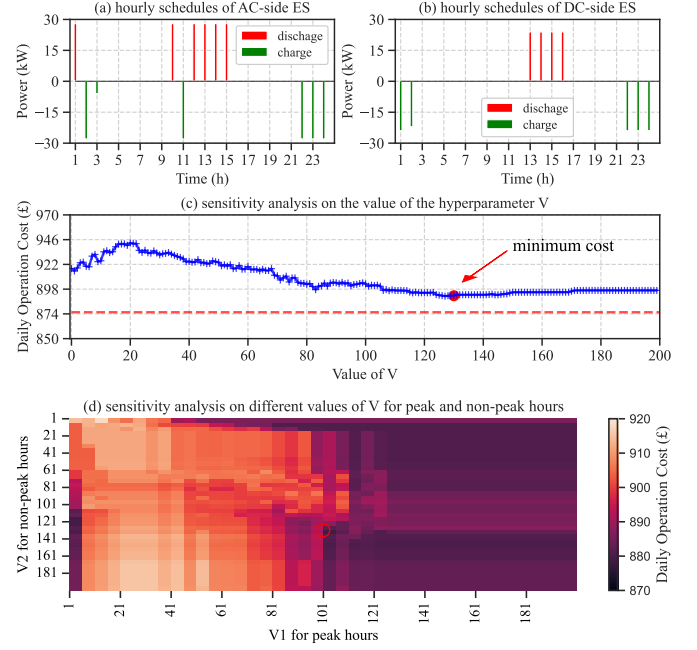 (a) hourly schedules of AC-side ES
(b) hourly schedules of DC-side ES
30
15
0
−15
−30
Power (kW)
dischage
charge
1 3 5 7 9 11 13 15 17 19 21 23
Time (h)
30
15
0
−15
−30
Power (kW)
dischage
charge
1 3 5 7 9 11 13 15 17 19 21 23
Time (h)
(c) sensitivity analysis on the value of the hyperparameter V
970
946
922
898
874
850
Daily Operation Cost (£)
minimum cost
0 20 40 60 80 100 120 140 160 180 200
Value of V
(d) sensitivity analysis on different values of V for peak and non-peak hours
1
21
41
61
81
101
121
141
161
181
V2 for non-peak hours
1 21 41 61 81 101 121 141 161 181
V1 for peak hours
920
910
900
890
880
870
Daily Operation Cost (£)